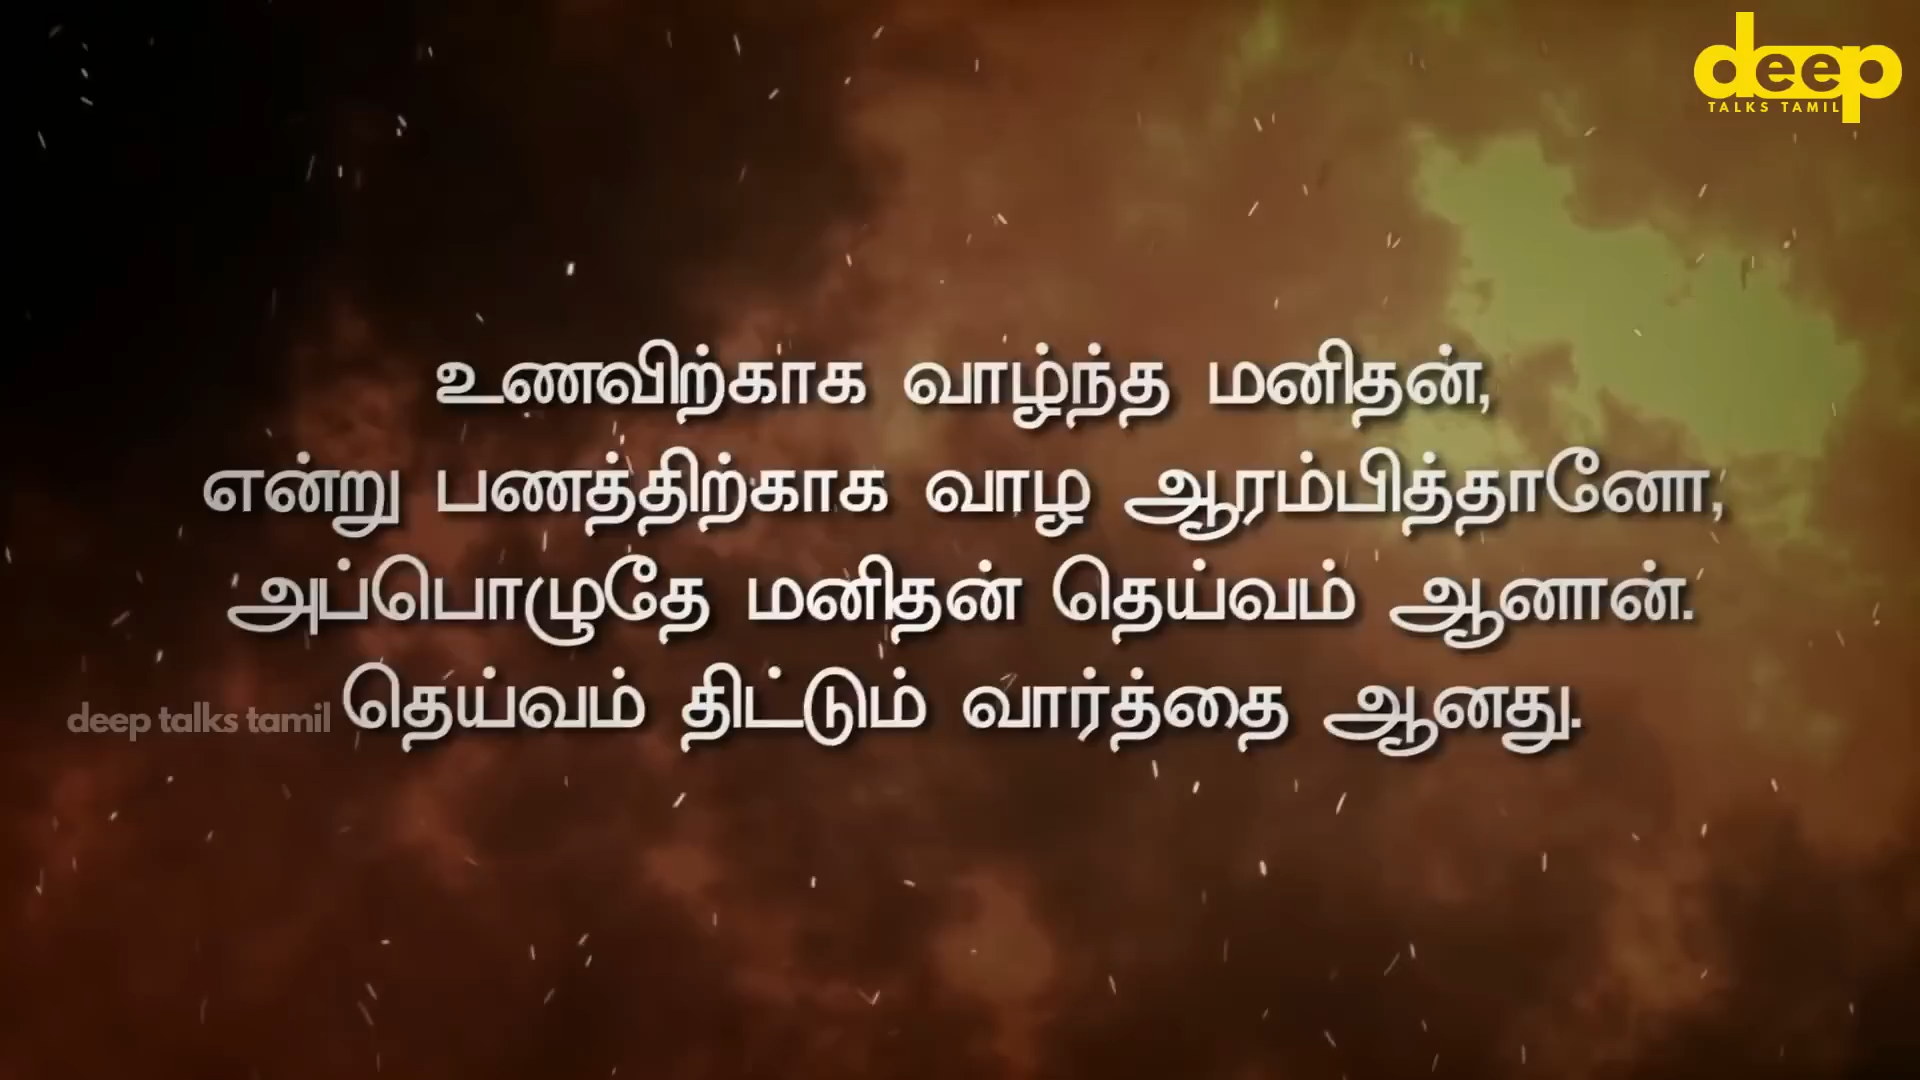 deep
TALKS TAMIL
உணவிற்காக வாழ்ந்த மனிதன்,
என்று பணத்திற்காக வாழ ஆரம்பித்தானோ,
அப்பொழுதே மனிதன் தெய்வம் ஆனான்.
தெய்வம் திட்டும் வார்த்தை ஆனது.
deep talks tamil